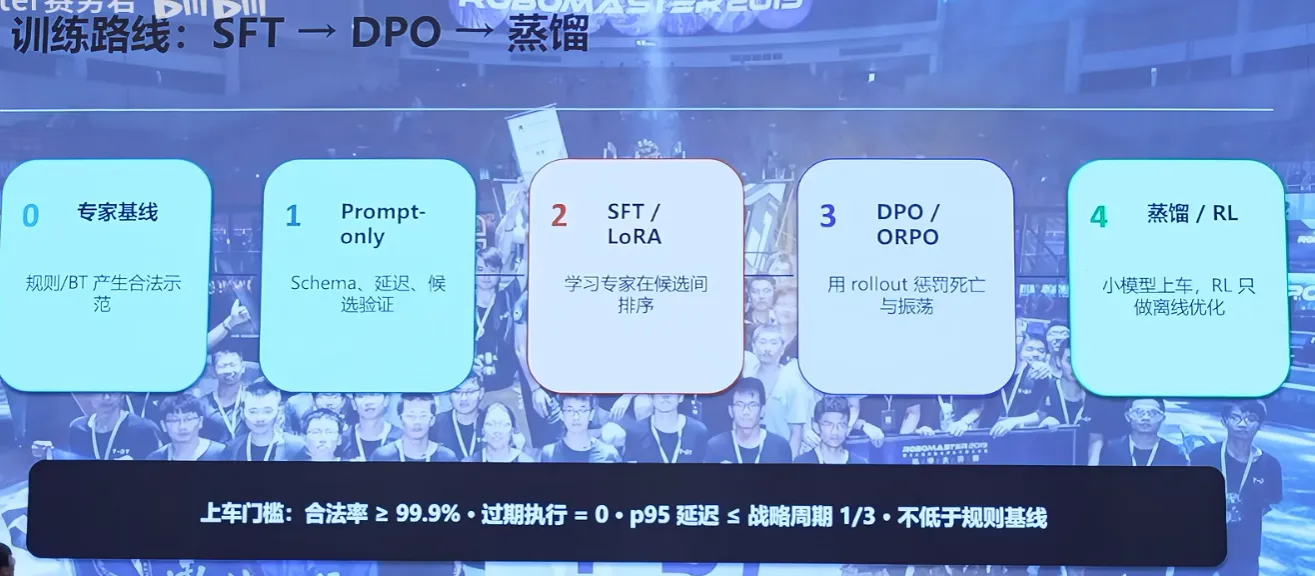 ROBOMASTER 2019
训练路线：SFT → DPO → 蒸馏
0
专家基线
规则/BT 产生合法示
范
1
Prompt-
only
Schema、延迟、候
选验证
2
SFT /
LoRA
学习专家在候选间
排序
3
DPO /
ORPO
用 rollout 惩罚死亡
与振荡
4
蒸馏 / RL
小模型上车，RL 只
做离线优化
ROBOMASTER 2019
上车门槛：合法率 ≥ 99.9% • 过期执行 = 0 • p95 延迟 ≤ 战略周期 1/3 • 不低于规则基线